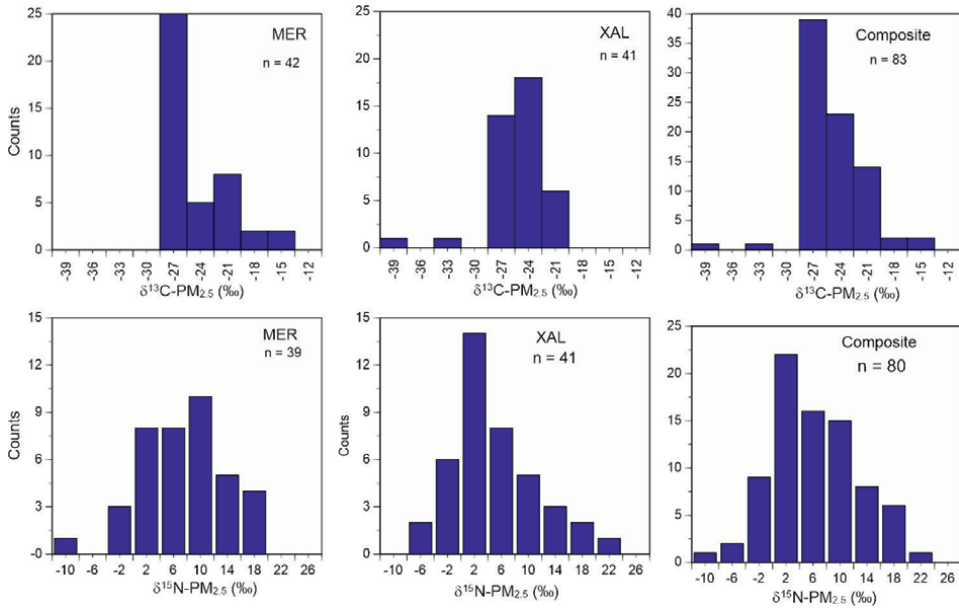 25
20
15
10
5
0
Counts
MER
n = 42
-39 -36 -33 -30 -27 -24 -21 -18 -15 -12
δ¹³C-PM₂.₅ (‰)
25
20
15
10
5
0
XAL
n = 41
-39 -36 -33 -30 -27 -24 -21 -18 -15 -12
δ¹³C-PM₂.₅ (‰)
40
35
30
25
20
15
10
5
0
Composite
n = 83
-39 -36 -33 -30 -27 -24 -21 -18 -15 -12
δ¹³C-PM₂.₅ (‰)
15
12
9
6
3
-0
Counts
MER
n = 39
-10 -6 -2 2 6 10 14 18 22 26
δ¹⁵N-PM₂.₅ (‰)
15
12
9
6
3
0
Counts
XAL
n = 41
-10 -6 -2 2 6 10 14 18 22 26
δ¹⁵N-PM₂.₅ (‰)
25
20
15
10
5
0
Composite
n = 80
-10 -6 -2 2 6 10 14 18 22 26
δ¹⁵N-PM₂.₅ (‰)